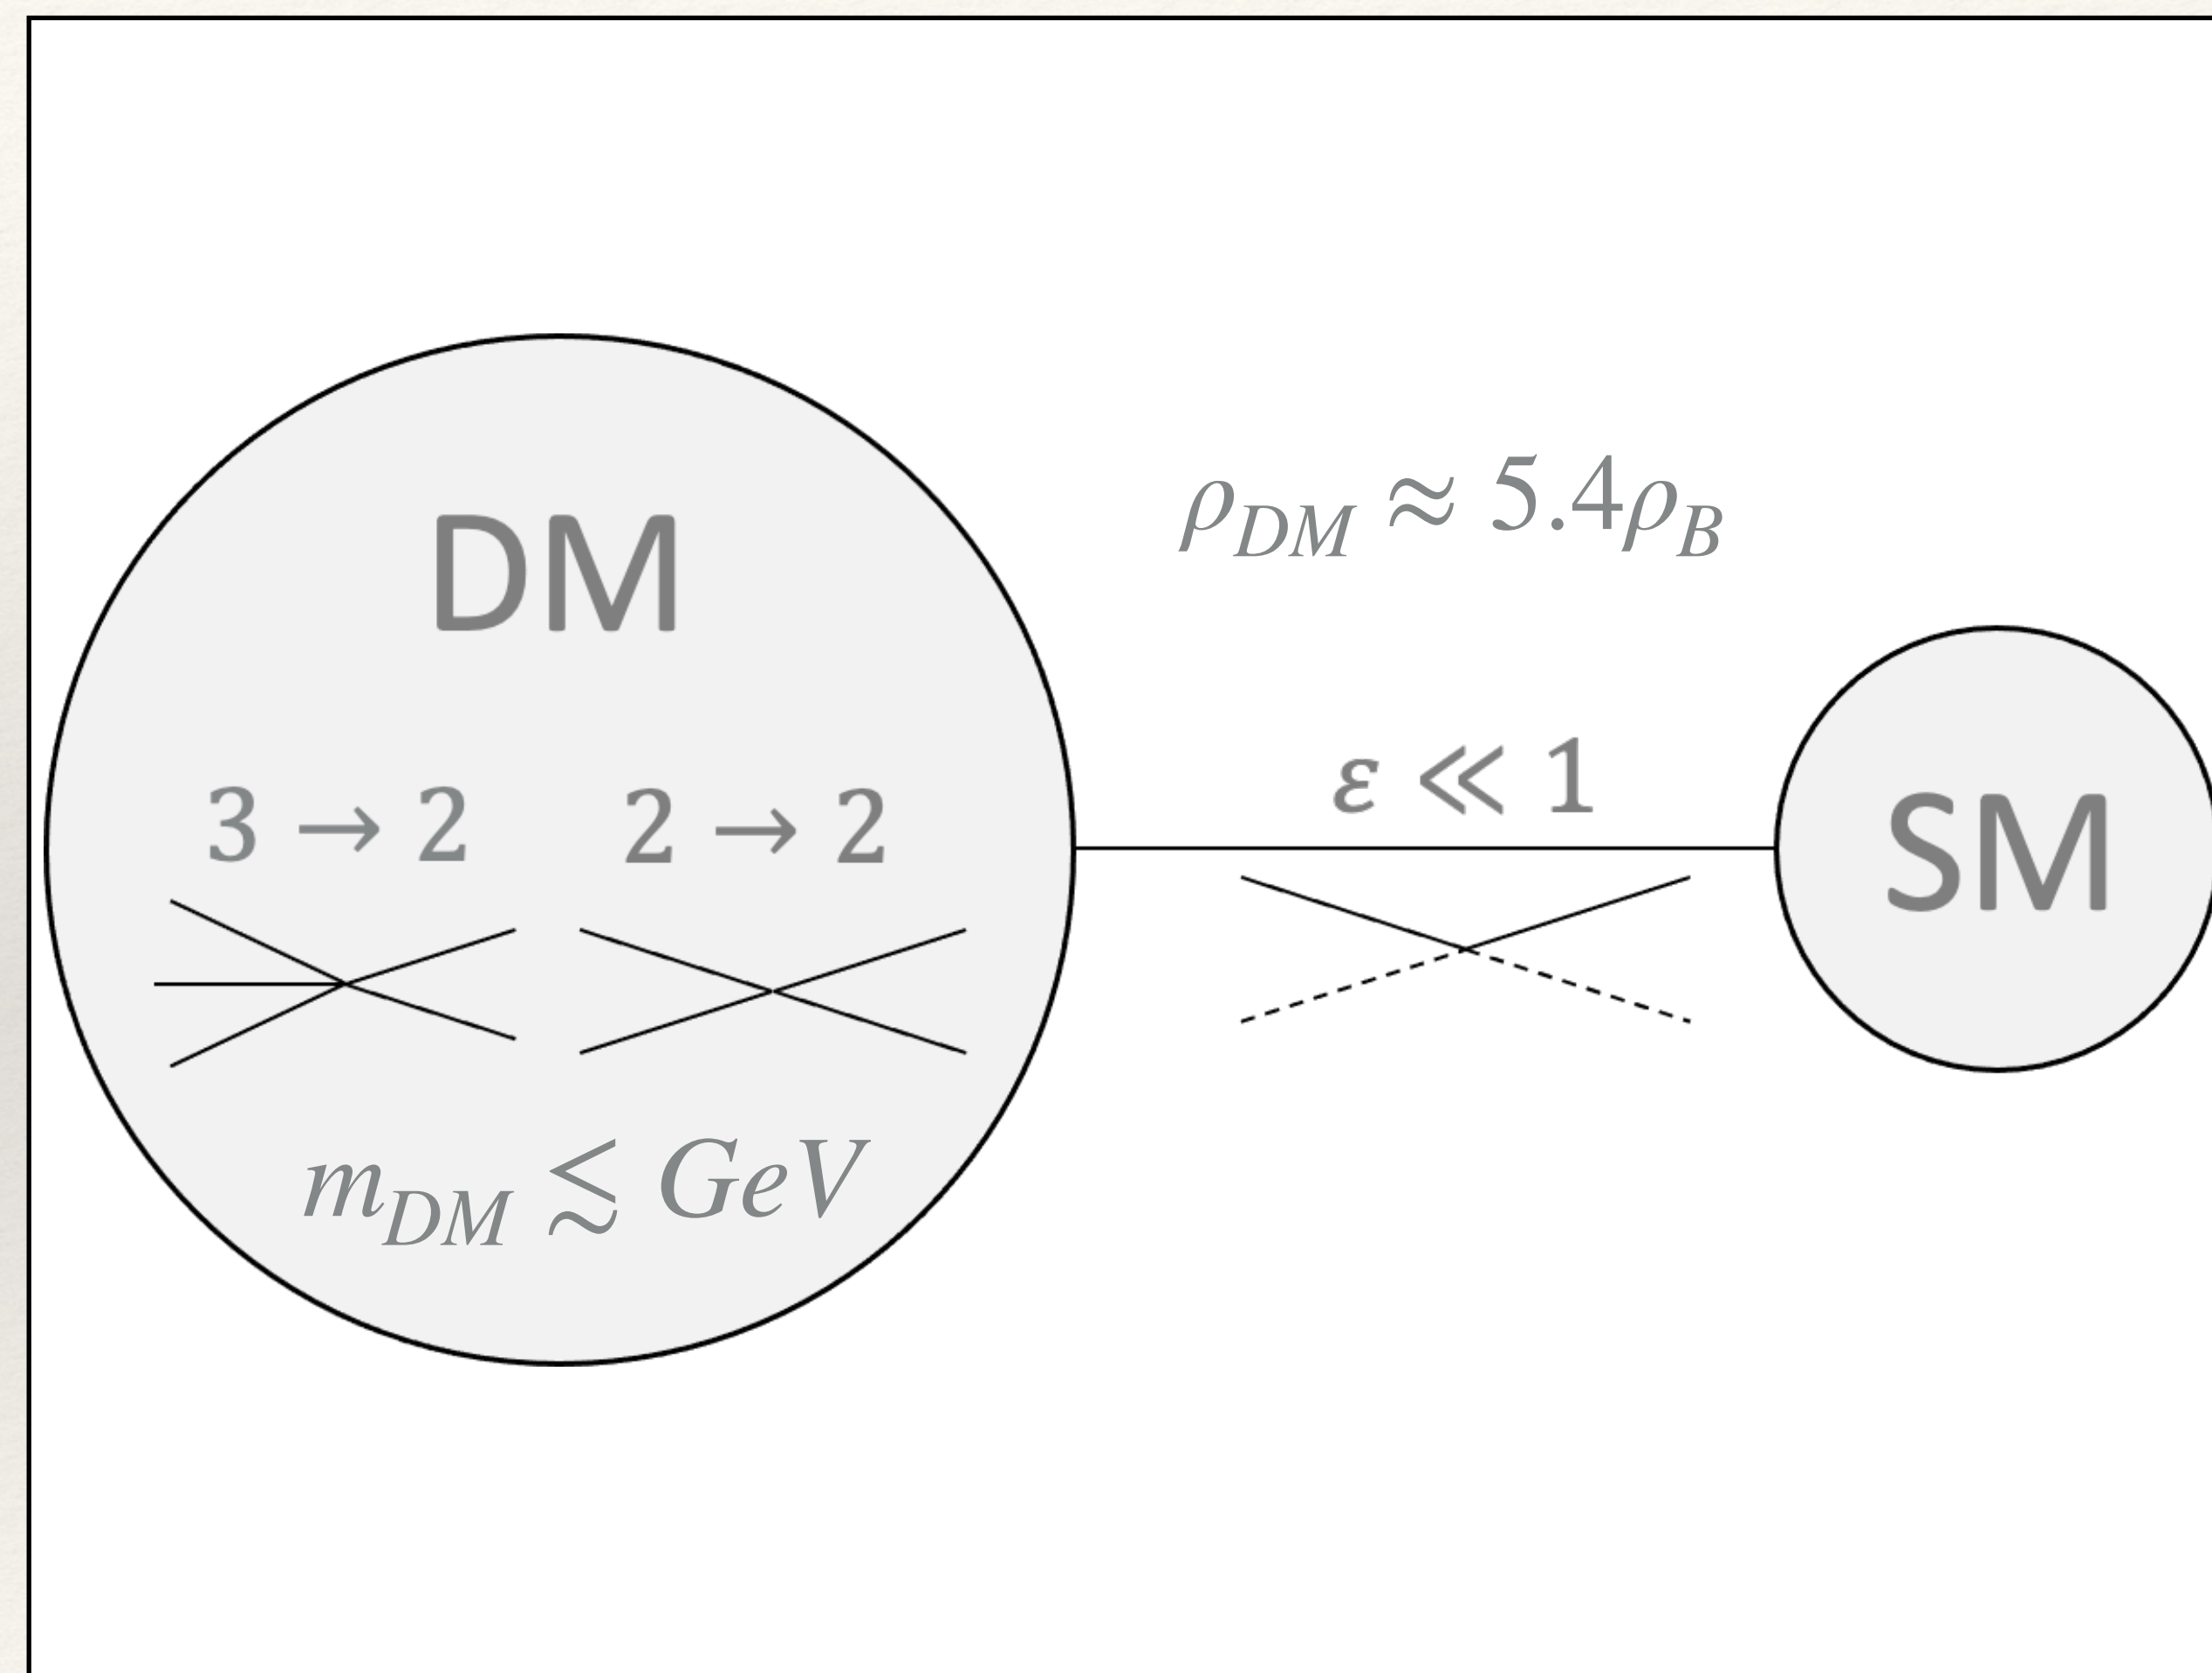 DM
ρ_DM ≈ 5.4ρ_B
3 → 2
2 → 2
ε ≪ 1
SM
m_DM ≲ GeV